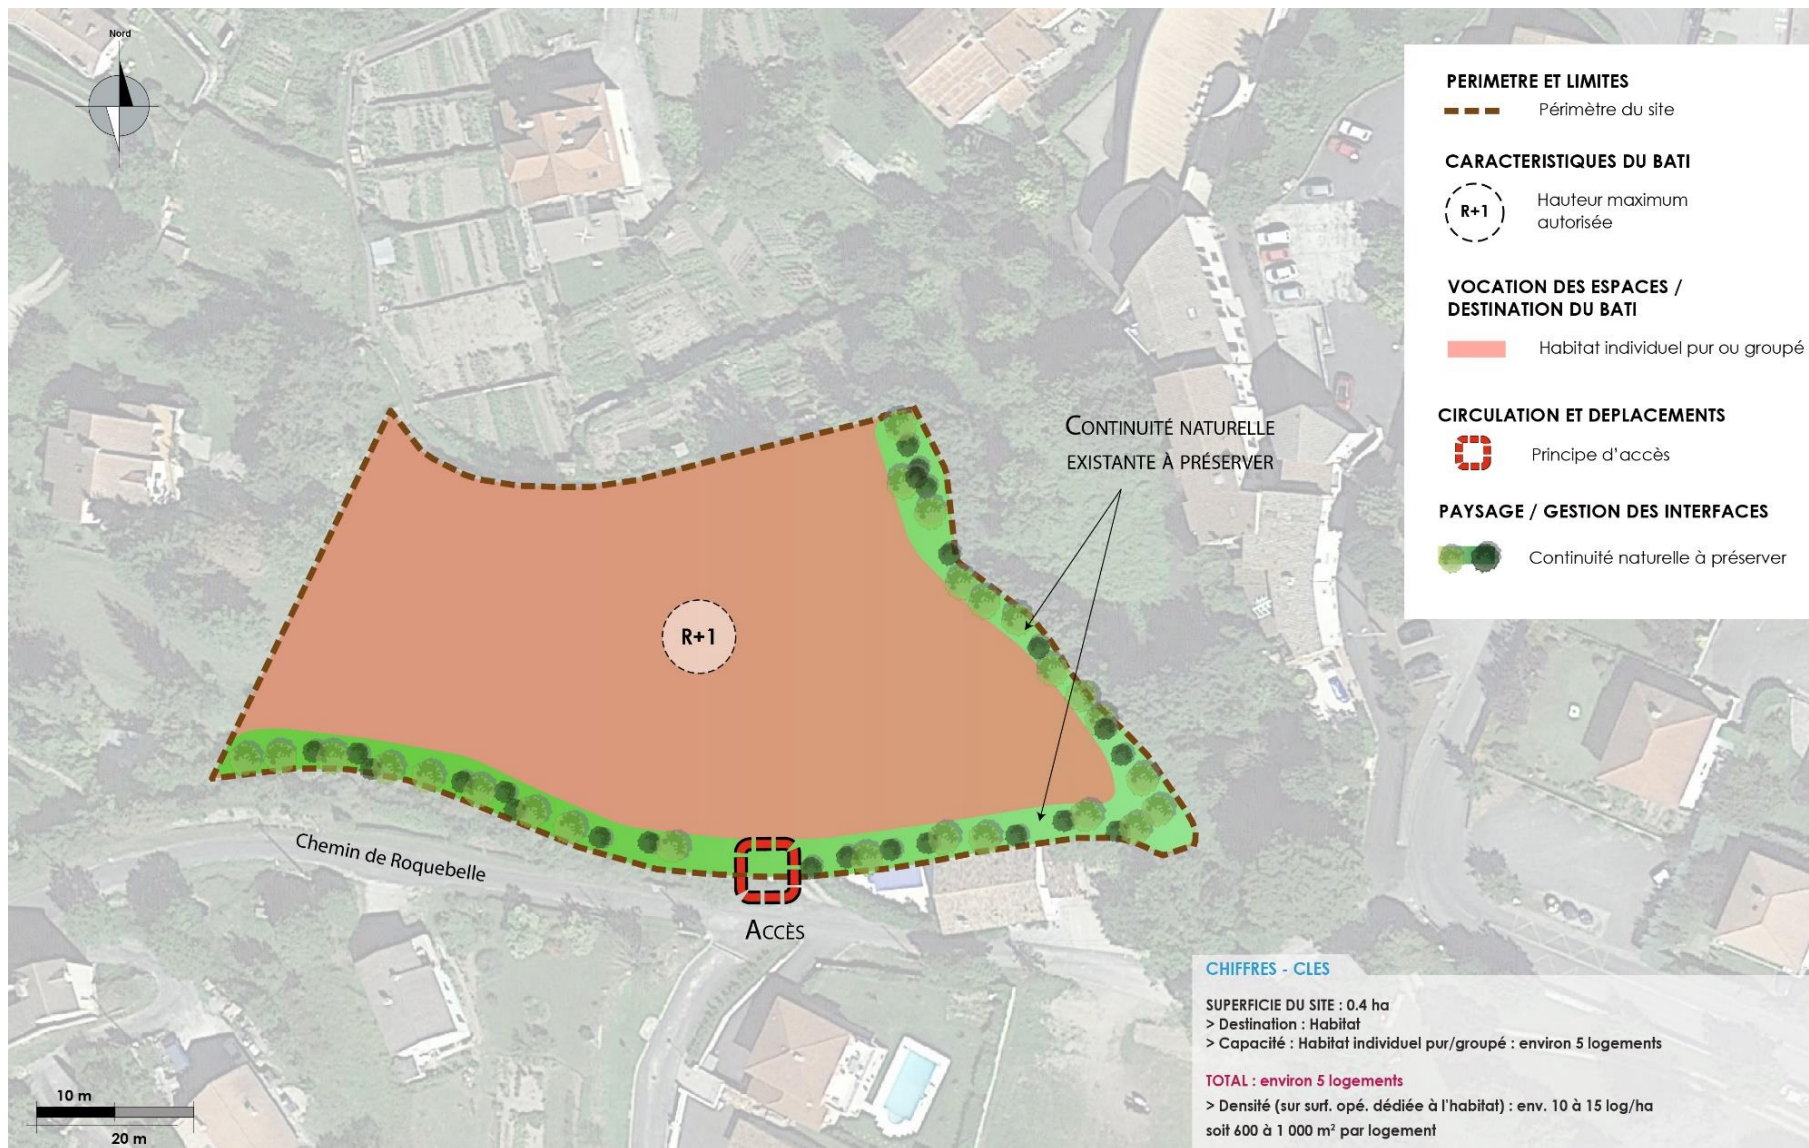 Nord
PERIMETRE ET LIMITES
Périmètre du site
CARACTERISTIQUES DU BATI
R+1
Hauteur maximum
autorisée
VOCATION DES ESPACES /
DESTINATION DU BATI
Habitat individuel pur ou groupé
CIRCULATION ET DEPLACEMENTS
Principe d'accès
PAYSAGE / GESTION DES INTERFACES
Continuité naturelle à préserver
CONTINUITÉ NATURELLE
EXISTANTE À PRÉSERVER
R+1
Chemin de Roquebelle
ACCÈS
CHIFFRES - CLES
SUPERFICIE DU SITE : 0.4 ha
> Destination : Habitat
> Capacité : Habitat individuel pur/groupé : environ 5 logements
TOTAL : environ 5 logements
> Densité (sur surf. opé. dédiée à l'habitat) : env. 10 à 15 log/ha
soit 600 à 1 000 m² par logement
10 m
20 m